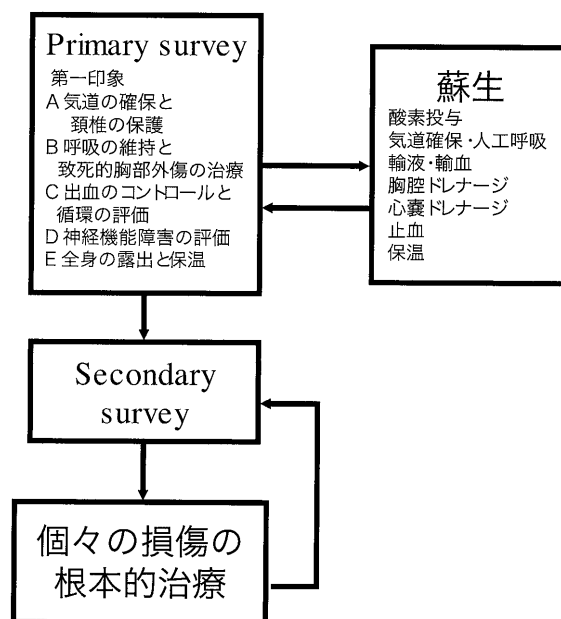 Primary survey
第一印象
A 気道の確保と
頚椎の保護
B 呼吸の維持と
致死的胸部外傷の治療
C 出血のコントロールと
循環の評価
D 神経機能障害の評価
E 全身の露出と保温
蘇生
酸素投与
気道確保・人工呼吸
輸液・輸血
胸腔ドレナージ
心嚢ドレナージ
止血
保温
Secondary
survey
個々の損傷の
根本的治療